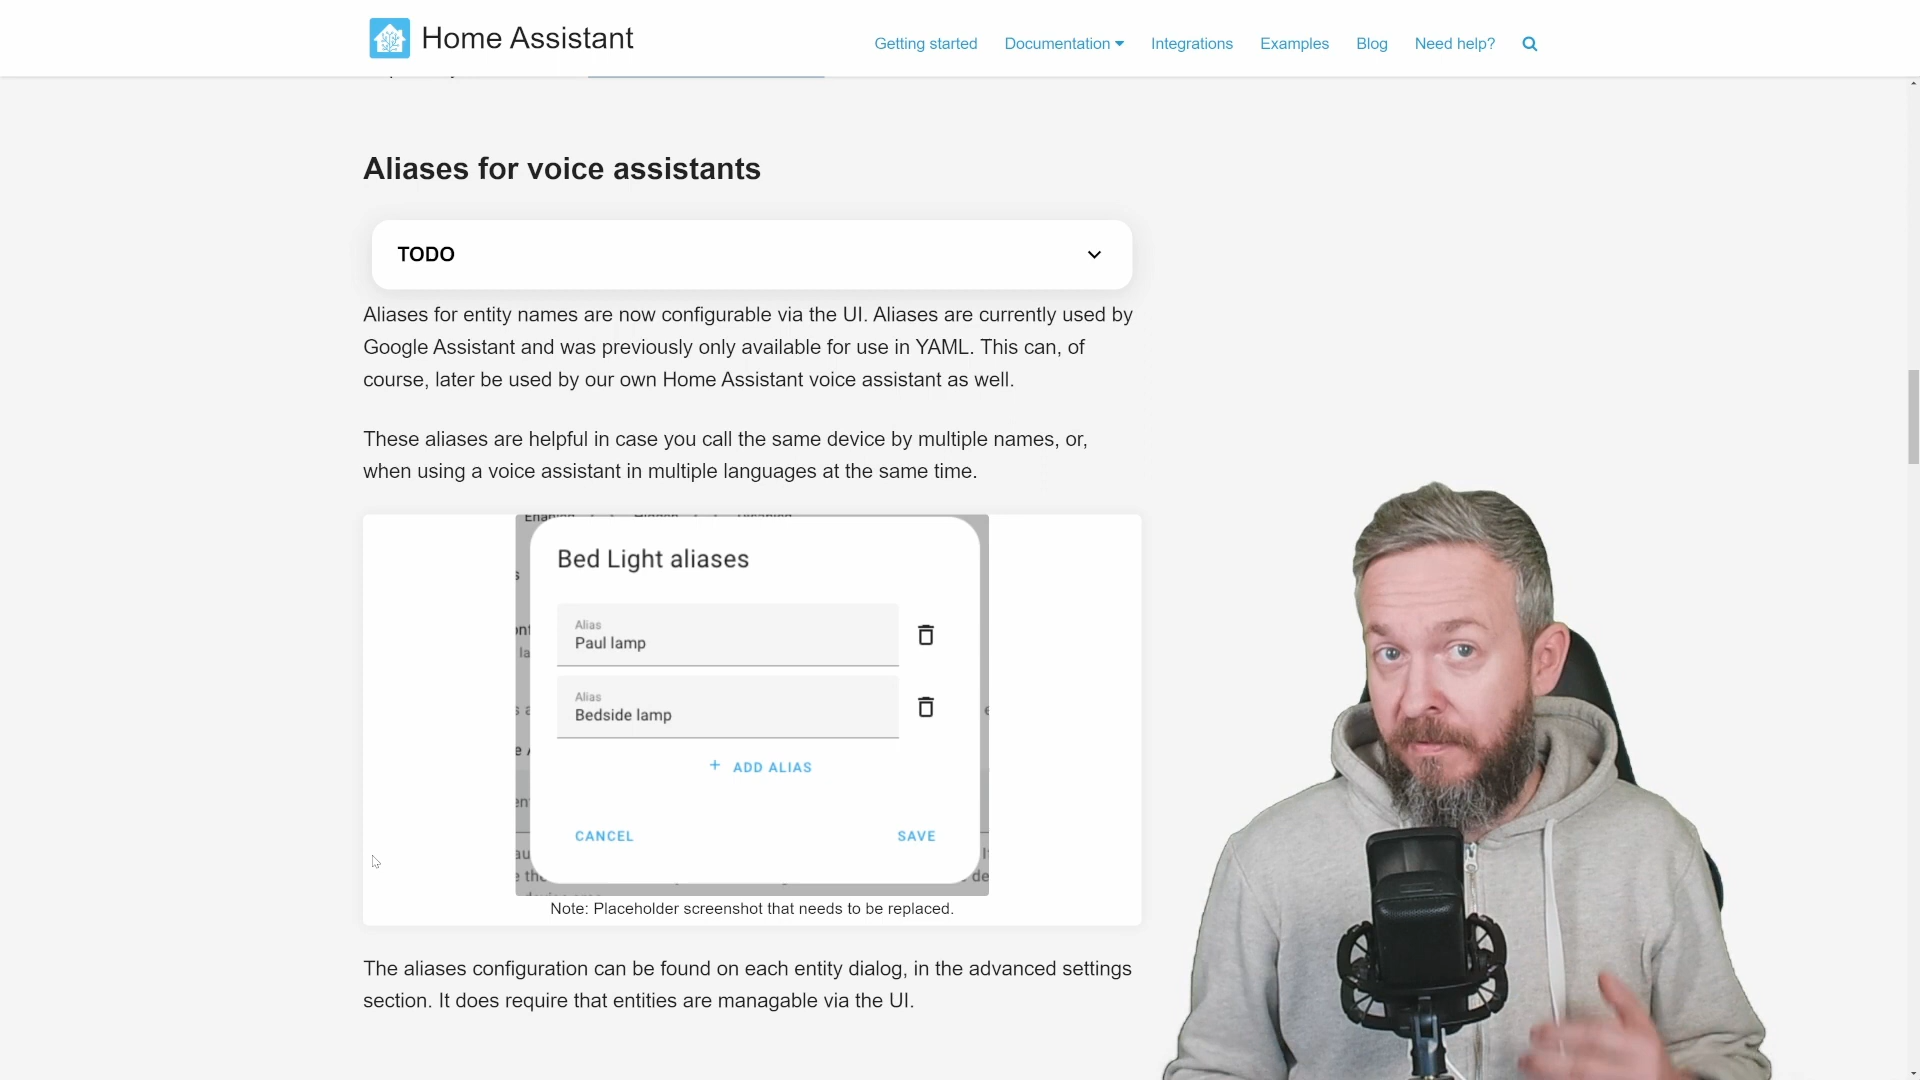 Home Assistant
Getting started
Documentation
Integrations
Examples
Blog
Need help?
Aliases for voice assistants
TODO
Aliases for entity names are now configurable via the UI. Aliases are currently used by
Google Assistant and was previously only available for use in YAML. This can, of
course, later be used by our own Home Assistant voice assistant as well.
These aliases are helpful in case you call the same device by multiple names, or,
when using a voice assistant in multiple languages at the same time.
Bed Light aliases
Alias
Paul lamp
Alias
Bedside lamp
+ ADD ALIAS
CANCEL
SAVE
Note: Placeholder screenshot that needs to be replaced.
The aliases configuration can be found on each entity dialog, in the advanced settings
section. It does require that entities are managable via the UI.